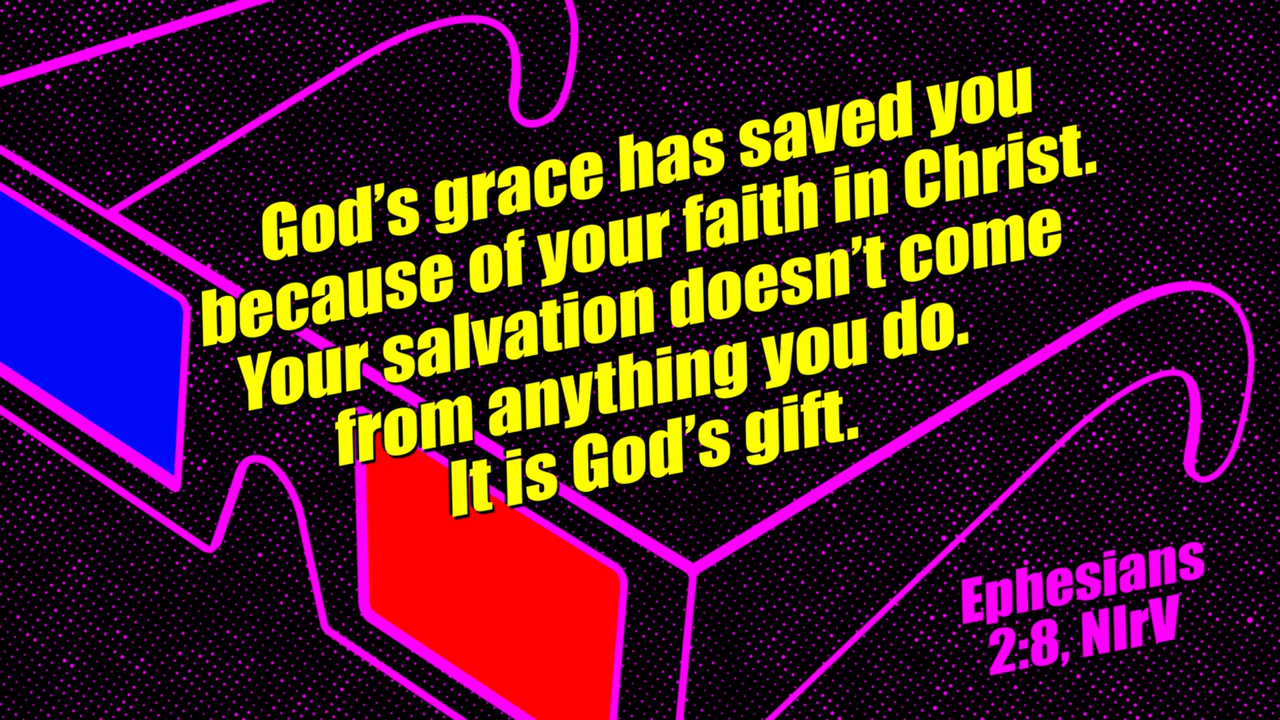 God’s grace has saved you
because of your faith in Christ.
Your salvation doesn’t come
from anything you do.
It is God’s gift.
Ephesians
2:8, NIrV